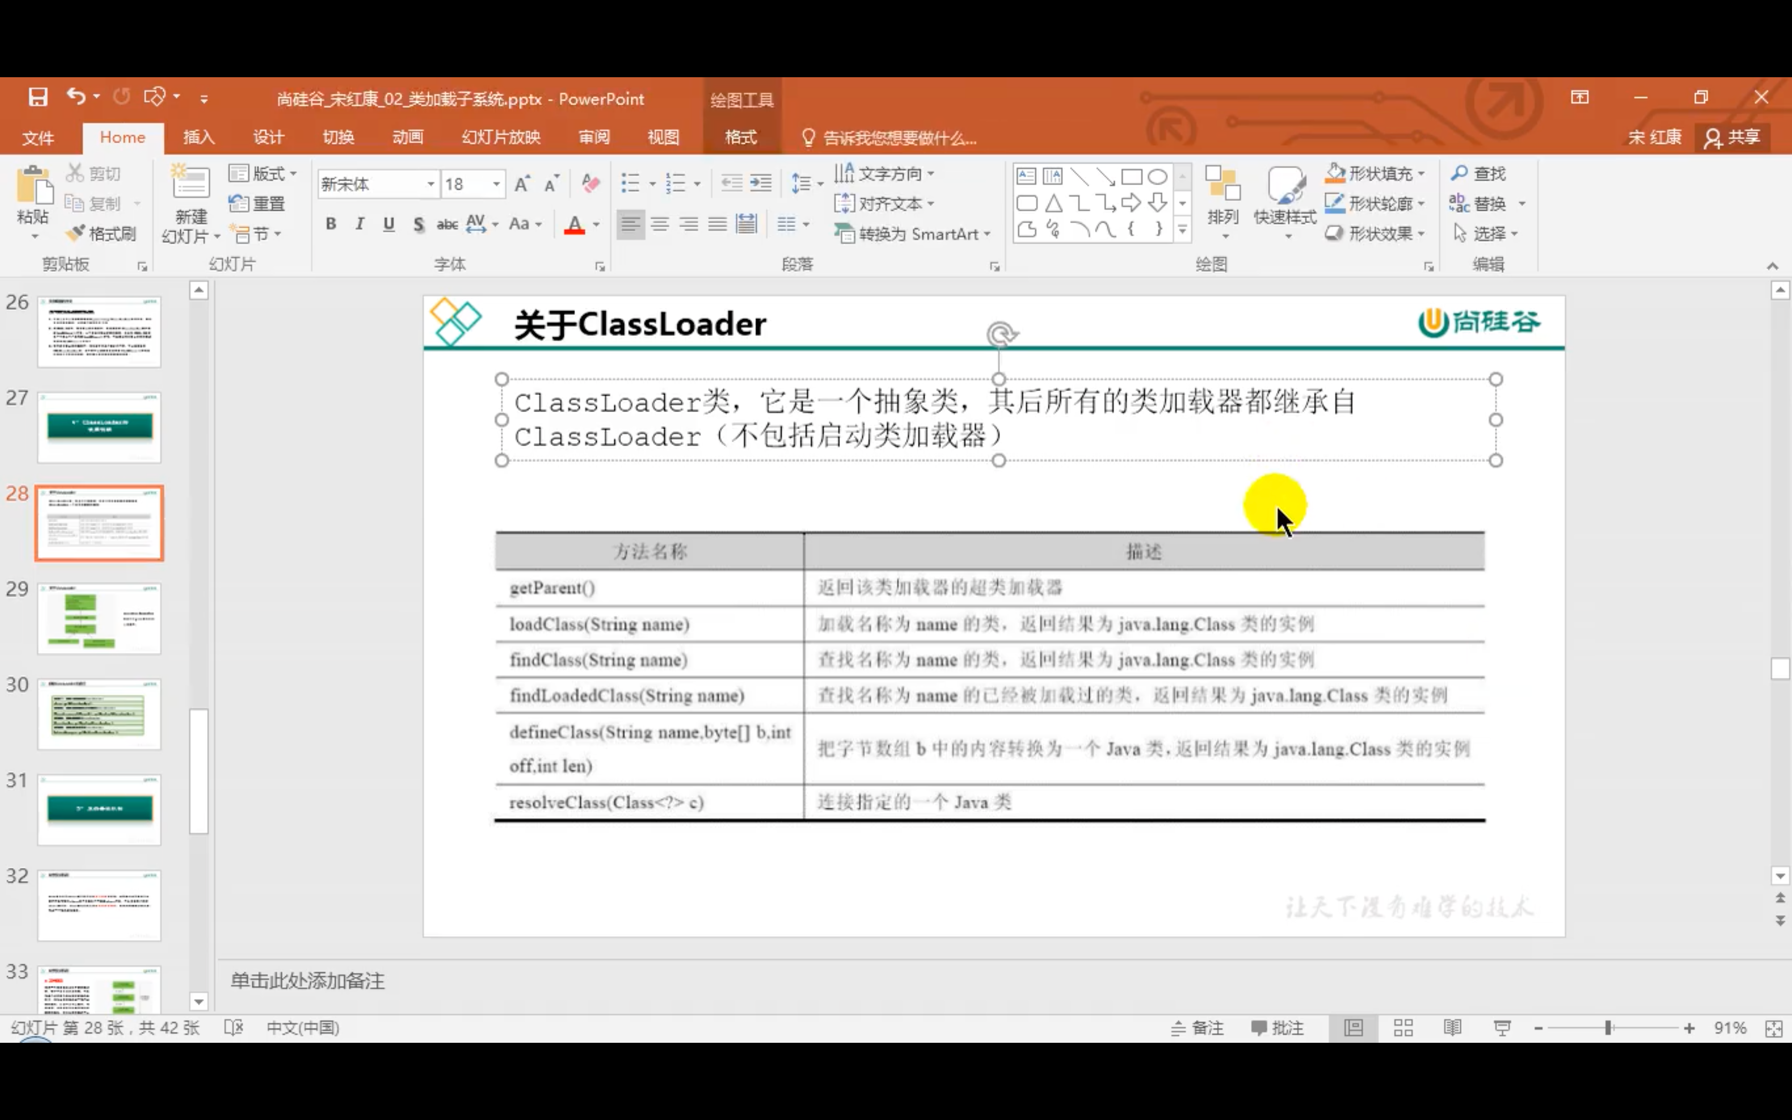 尚硅谷_宋红康_02_类加载子系统.pptx - PowerPoint
绘图工具
文件 Home 插入 设计 切换 动画 幻灯片放映 审阅 视图 格式 告诉我您想要做什么... 宋 红康 共享
粘贴 剪切 复制 格式刷
新建幻灯片 版式 重置 节
新宋体 18
B I U S abc AV Aa A
文字方向
对齐文本
转换为 SmartArt
排列 快速样式 形状填充 形状轮廓 形状效果
查找
替换
选择
剪贴板 幻灯片 字体 段落 绘图 编辑
26
27
28
29
30
31
32
33
关于ClassLoader
尚硅谷
ClassLoader类，它是一个抽象类，其后所有的类加载器都继承自
ClassLoader（不包括启动类加载器）
方法名称 描述
getParent() 返回该类加载器的超类加载器
loadClass(String name) 加载名称为 name 的类，返回结果为 java.lang.Class 类的实例
findClass(String name) 查找名称为 name 的类，返回结果为 java.lang.Class 类的实例
findLoadedClass(String name) 查找名称为 name 的已经被加载过的类，返回结果为 java.lang.Class 类的实例
defineClass(String name,byte[] b,int
off,int len) 把字节数组 b 中的内容转换为一个 Java 类，返回结果为 java.lang.Class 类的实例
resolveClass(Class<?> c) 连接指定的一个 Java 类
让天下没有难学的技术
单击此处添加备注
幻灯片 第 28 张，共 42 张 中文(中国) 备注 批注 91%